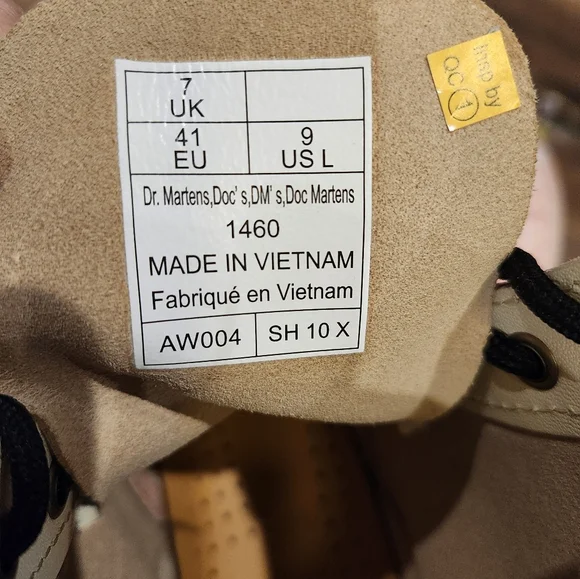 7
UK
41
EU
9
US L
Dr. Martens,Doc's,DM's,Doc Martens
1460
MADE IN VIETNAM
Fabriqué en Vietnam
AW004
SH 10 X
Insp by
QC 1